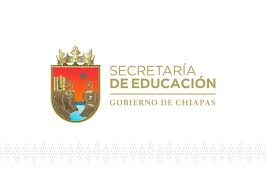 SECRETARÍA
DE EDUCACIÓN
GOBIERNO DE CHIAPAS